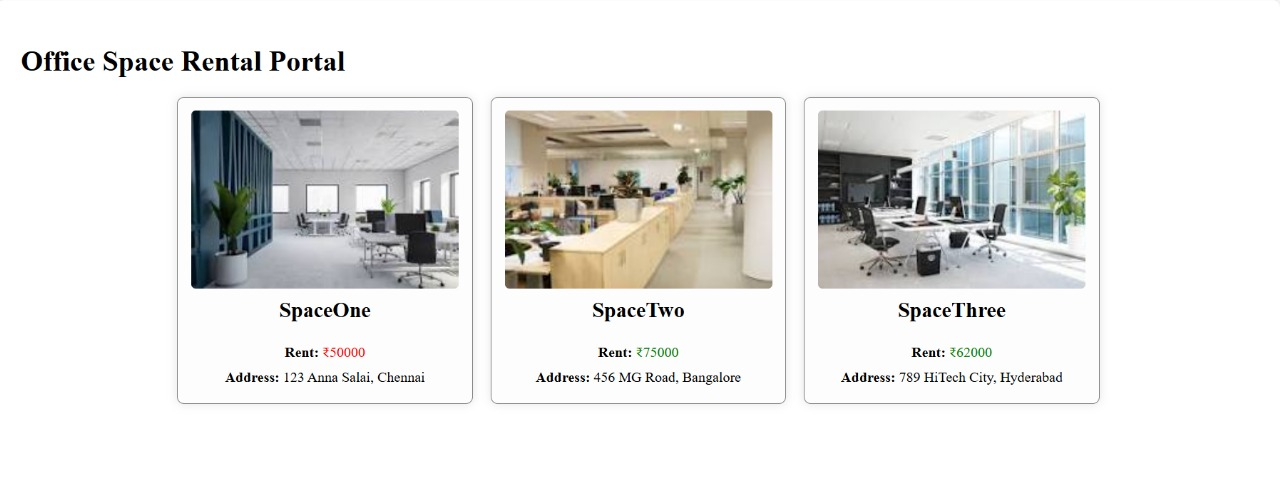 Office Space Rental Portal
SpaceOne
Rent: ₹50000
Address: 123 Anna Salai, Chennai
SpaceTwo
Rent: ₹75000
Address: 456 MG Road, Bangalore
SpaceThree
Rent: ₹62000
Address: 789 HiTech City, Hyderabad